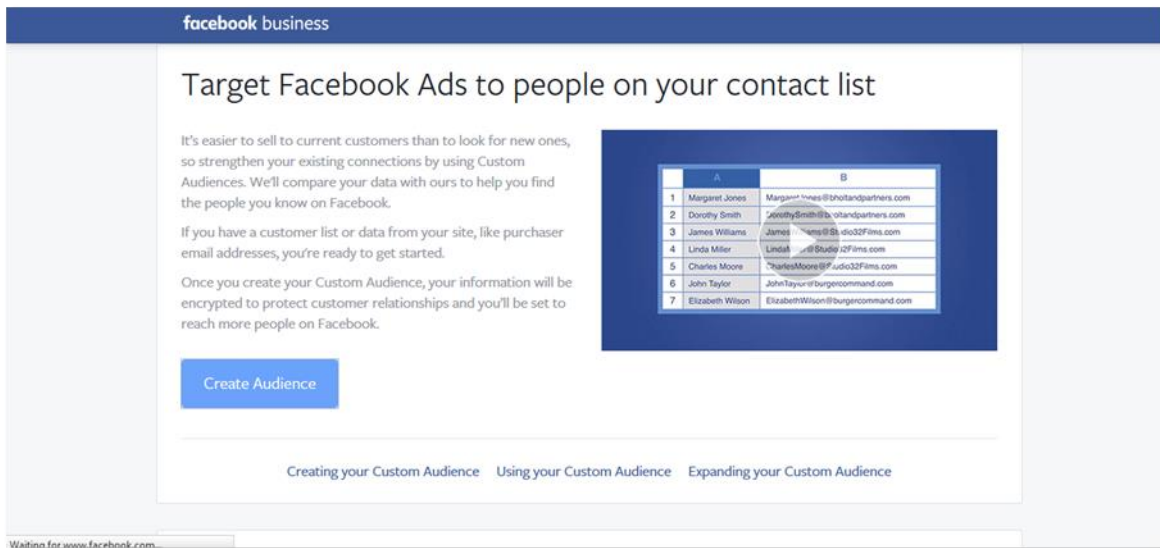 facebook business
Target Facebook Ads to people on your contact list
It's easier to sell to current customers than to look for new ones,
so strengthen your existing connections by using Custom
Audiences. We'll compare your data with ours to help you find
the people you know on Facebook.
If you have a customer list or data from your site, like purchaser
email addresses, you're ready to get started.
Once you create your Custom Audience, your information will be
encrypted to protect customer relationships and you'll be set to
reach more people on Facebook.
Create Audience
A B
1 Margaret Jones
2 Dorothy Smith
3 James Williams
4 Linda Miller
5 Charles Moore
6 John Taylor JohnTaylor@burgercommand.com
7 Elizabeth Wilson ElizabethWilson@burgercommand.com
Creating your Custom Audience Using your Custom Audience Expanding your Custom Audience
Waiting for www.facebook.com...